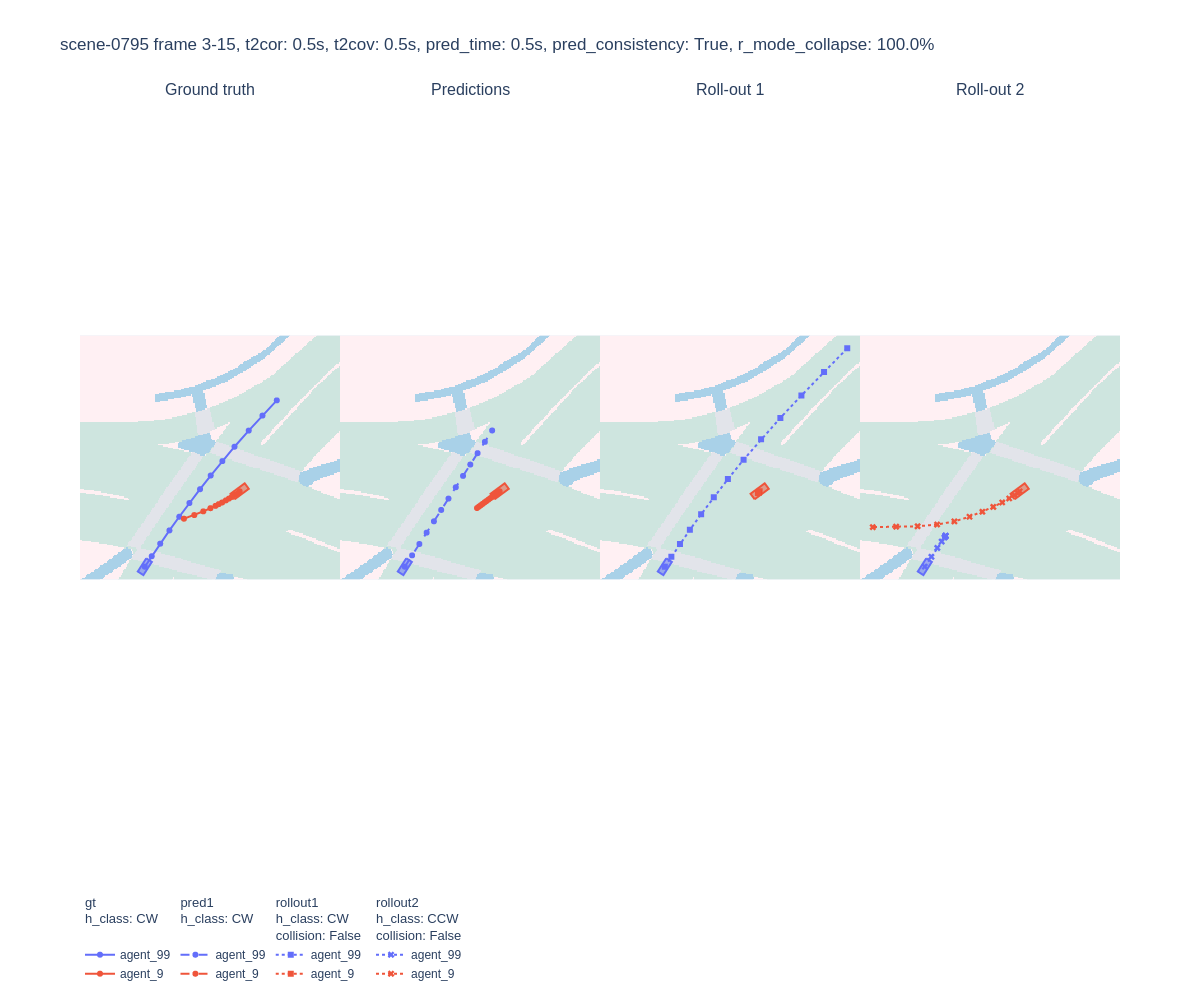 scene-0795 frame 3-15, t2cor: 0.5s, t2cov: 0.5s, pred_time: 0.5s, pred_consistency: True, r_mode_collapse: 100.0%
Ground truth
Predictions
Roll-out 1
Roll-out 2
gt
h_class: CW
agent_99
agent_9
pred1
h_class: CW
agent_99
agent_9
rollout1
h_class: CW
collision: False
agent_99
agent_9
rollout2
h_class: CCW
collision: False
agent_99
agent_9